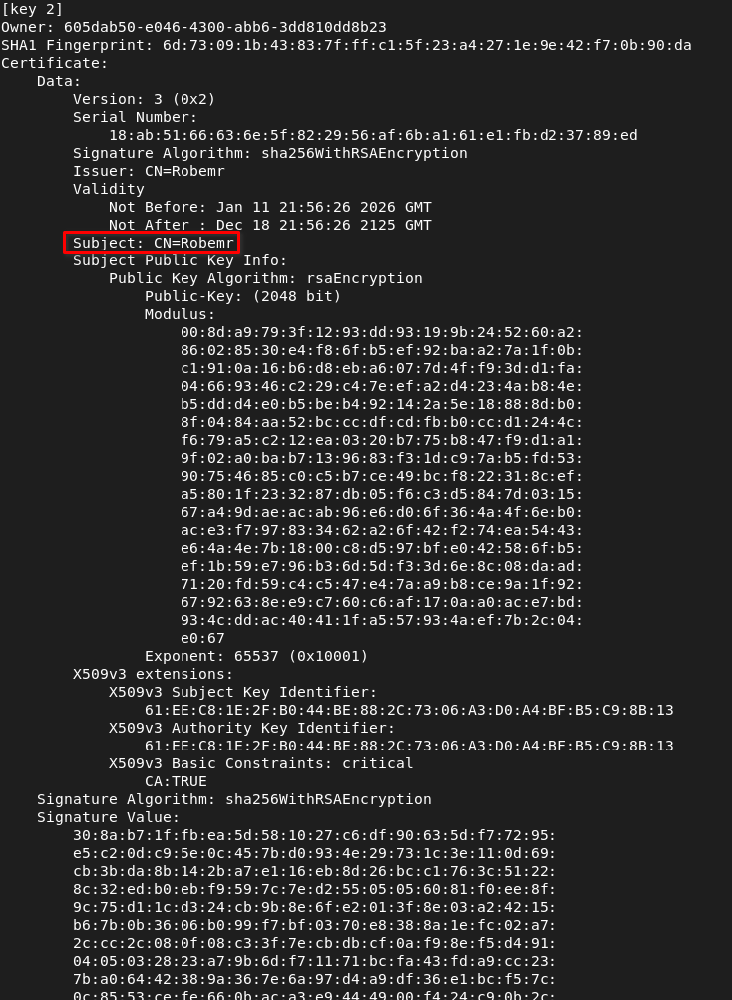 [key 2]
Owner: 605dab50-e046-4300-abb6-3dd810dd8b23
SHA1 Fingerprint: 6d:73:09:1b:43:83:7f:ff:c1:5f:23:a4:27:1e:9e:42:f7:0b:90:da
Certificate:
    Data:
        Version: 3 (0x2)
        Serial Number:
            18:ab:51:66:63:6e:5f:82:29:56:af:6b:a1:61:e1:fb:d2:37:89:ed
        Signature Algorithm: sha256WithRSAEncryption
        Issuer: CN=Robemr
        Validity
            Not Before: Jan 11 21:56:26 2026 GMT
            Not After : Dec 18 21:56:26 2125 GMT
        Subject: CN=Robemr
        Subject Public Key Info:
            Public Key Algorithm: rsaEncryption
                Public-Key: (2048 bit)
                Modulus:
                    00:8d:a9:79:3f:12:93:dd:93:19:9b:24:52:60:a2:
                    86:02:85:30:e4:f8:6f:b5:ef:92:ba:a2:7a:1f:0b:
                    c1:91:0a:16:b6:d8:eb:a6:07:7d:4f:f9:3d:d1:fa:
                    04:66:93:46:c2:29:c4:7e:ef:a2:d4:23:4a:b8:4e:
                    b5:dd:d4:e0:b5:be:b4:92:14:2a:5e:18:88:8d:b0:
                    8f:04:84:aa:52:bc:cc:df:cd:fb:b0:cc:d1:24:4c:
                    f6:79:a5:c2:12:ea:03:20:b7:75:b8:47:f9:d1:a1:
                    9f:02:a0:ba:b7:13:96:83:f3:1d:c9:7a:b5:fd:53:
                    90:75:46:85:c0:c5:b7:ce:49:bc:f8:22:31:8c:ef:
                    a5:80:1f:23:32:87:db:05:f6:c3:d5:84:7d:03:15:
                    67:a4:9d:ae:ac:ab:96:e6:d0:6f:36:4a:4f:6e:b0:
                    ac:e3:f7:97:83:34:62:a2:6f:42:f2:74:ea:54:43:
                    e6:4a:4e:7b:18:00:c8:d5:97:bf:e0:42:58:6f:b5:
                    ef:1b:59:e7:96:b3:6d:5d:f3:3d:6e:8c:08:da:ad:
                    71:20:fd:59:c4:c5:47:e4:7a:a9:b8:ce:9a:1f:92:
                    67:92:63:8e:e9:c7:60:c6:af:17:0a:a0:ac:e7:bd:
                    93:4c:dd:ac:40:41:1f:a5:57:93:4a:ef:7b:2c:04:
                    e0:67
                Exponent: 65537 (0x10001)
        X509v3 extensions:
            X509v3 Subject Key Identifier:
                61:EE:C8:1E:2F:B0:44:BE:88:2C:73:06:A3:D0:A4:BF:B5:C9:8B:13
            X509v3 Authority Key Identifier:
                61:EE:C8:1E:2F:B0:44:BE:88:2C:73:06:A3:D0:A4:BF:B5:C9:8B:13
            X509v3 Basic Constraints: critical
                CA:TRUE
    Signature Algorithm: sha256WithRSAEncryption
    Signature Value:
        30:8a:b7:1f:fb:ea:5d:58:10:27:c6:df:90:63:5d:f7:72:95:
        e5:c2:0d:c9:5e:0c:45:7b:d0:93:4e:29:73:1c:3e:11:0d:69:
        cb:3b:da:8b:14:2b:a7:e1:16:eb:8d:26:bc:c1:76:3c:51:22:
        8c:32:ed:b0:eb:f9:59:7c:7e:d2:55:05:05:60:81:f0:ee:8f:
        9c:75:d1:1c:d3:24:cb:9b:8e:6f:e2:01:3f:8e:03:a2:42:15:
        b6:7b:0b:36:06:b0:99:f7:bf:03:70:e8:38:8a:1e:fc:02:a7:
        2c:cc:2c:08:0f:08:c3:3f:7e:cb:db:cf:0a:f9:8e:f5:d4:91:
        04:05:03:28:23:a7:9b:6d:f7:11:71:bc:fa:43:fd:a9:cc:23:
        7b:a0:64:42:38:9a:36:7e:6a:97:d4:a9:df:36:e1:bc:f5:7c:
        0c:85:53:ce:fe:66:0b:ac:a3:e9:44:49:00:f4:24:c9:0b:2c: